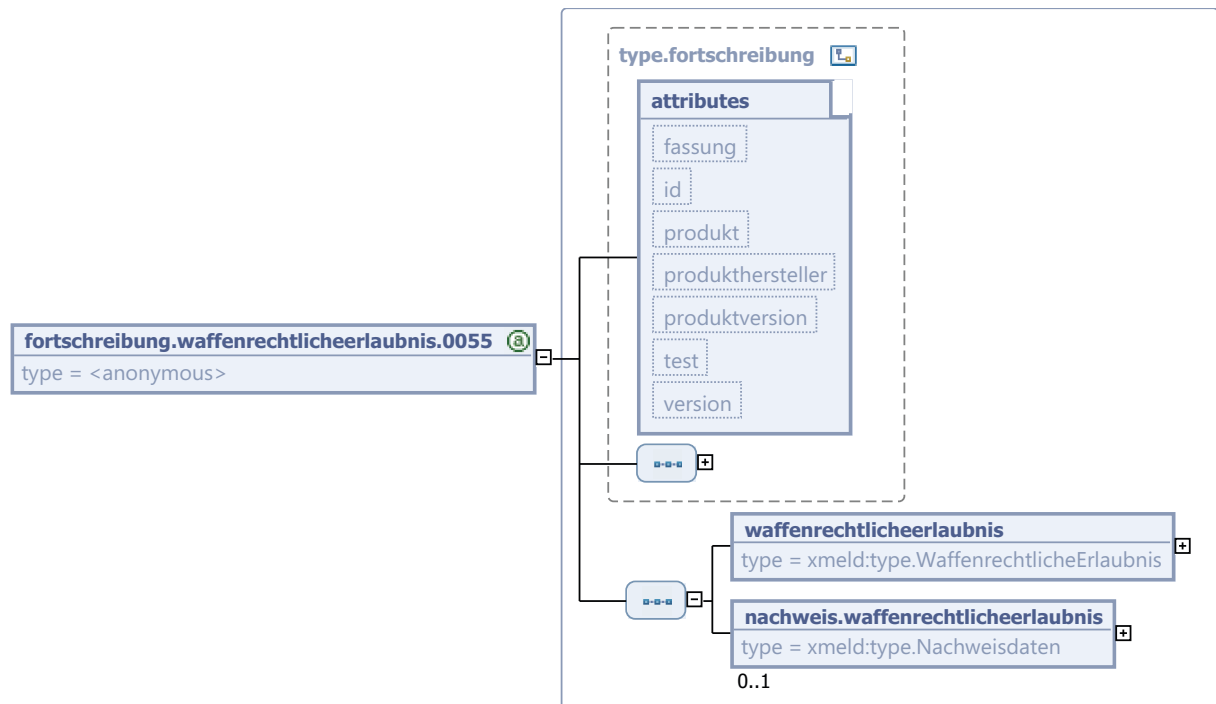 type.fortschreibung
attributes
fassung
id
produkt
produkthersteller
produktversion
test
version
fortschreibung.waffenrechtlicheerlaubnis.0055
type = <anonymous>
waffenrechtlicheerlaubnis
type = xmeld:type.WaffenrechtlicheErlaubnis
nachweis.waffenrechtlicheerlaubnis
type = xmeld:type.Nachweisdaten
0..1